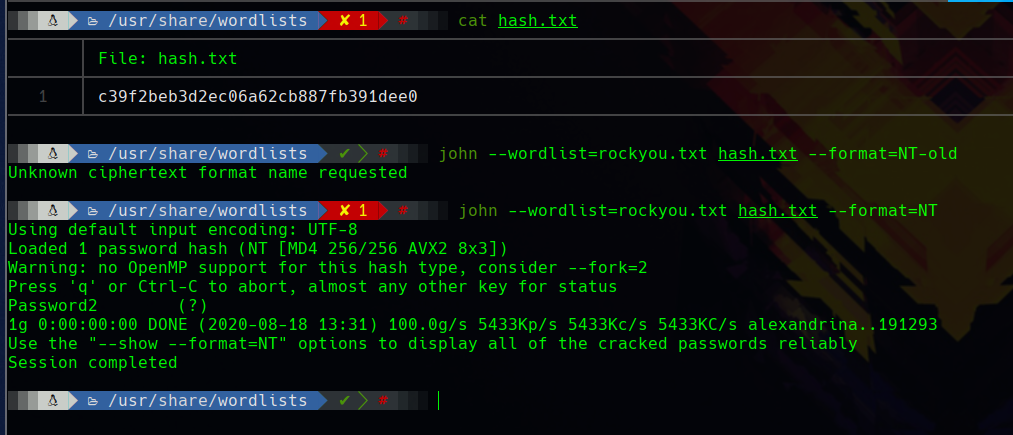 /usr/share/wordlists ✘ 1 # cat hash.txt
File: hash.txt
1 c39f2beb3d2ec06a62cb887fb391dee0
/usr/share/wordlists ✔ # john --wordlist=rockyou.txt hash.txt --format=NT-old
Unknown ciphertext format name requested
/usr/share/wordlists ✘ 1 # john --wordlist=rockyou.txt hash.txt --format=NT
Using default input encoding: UTF-8
Loaded 1 password hash (NT [MD4 256/256 AVX2 8x3])
Warning: no OpenMP support for this hash type, consider --fork=2
Press 'q' or Ctrl-C to abort, almost any other key for status
Password2        (?)
1g 0:00:00:00 DONE (2020-08-18 13:31) 100.0g/s 5433Kp/s 5433Kc/s 5433KC/s alexandrina..191293
Use the "--show --format=NT" options to display all of the cracked passwords reliably
Session completed
/usr/share/wordlists ✔ #